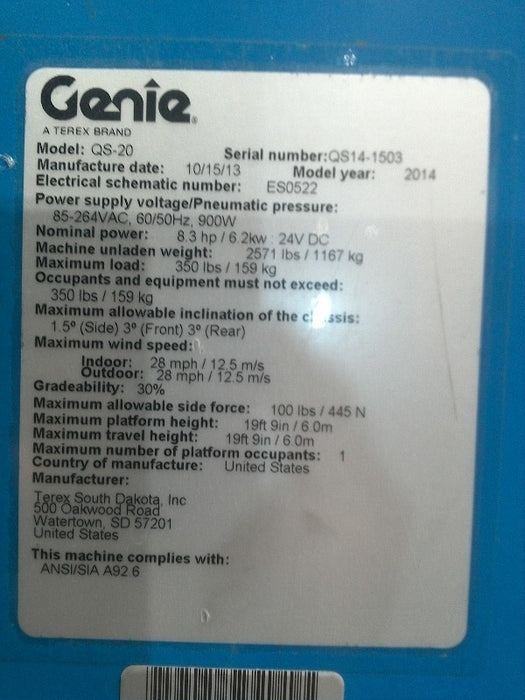 Genie
A TEREX BRAND
Model: QS-20 Serial number:QS14-1503
Manufacture date: 10/15/13 Model year: 2014
Electrical schematic number: ES0522
Power supply voltage/Pneumatic pressure:
85-264VAC, 60/50Hz, 900W
Nominal power: 8.3 hp / 6.2kw : 24V DC
Machine unladen weight: 2571 lbs / 1167 kg
Maximum load: 350 lbs / 159 kg
Occupants and equipment must not exceed:
350 lbs / 159 kg
Maximum allowable inclination of the chassis:
1.5º (Side) 3º (Front) 3º (Rear)
Maximum wind speed:
Indoor: 28 mph / 12.5 m/s
Outdoor: 28 mph / 12.5 m/s
Gradeability: 30%
Maximum allowable side force: 100 lbs / 445 N
Maximum platform height: 19ft 9in / 6.0m
Maximum travel height: 19ft 9in / 6.0m
Maximum number of platform occupants: 1
Country of manufacture: United States
Manufacturer:
Terex South Dakota, Inc
500 Oakwood Road
Watertown, SD 57201
United States
This machine complies with:
ANSI/SIA A92.6